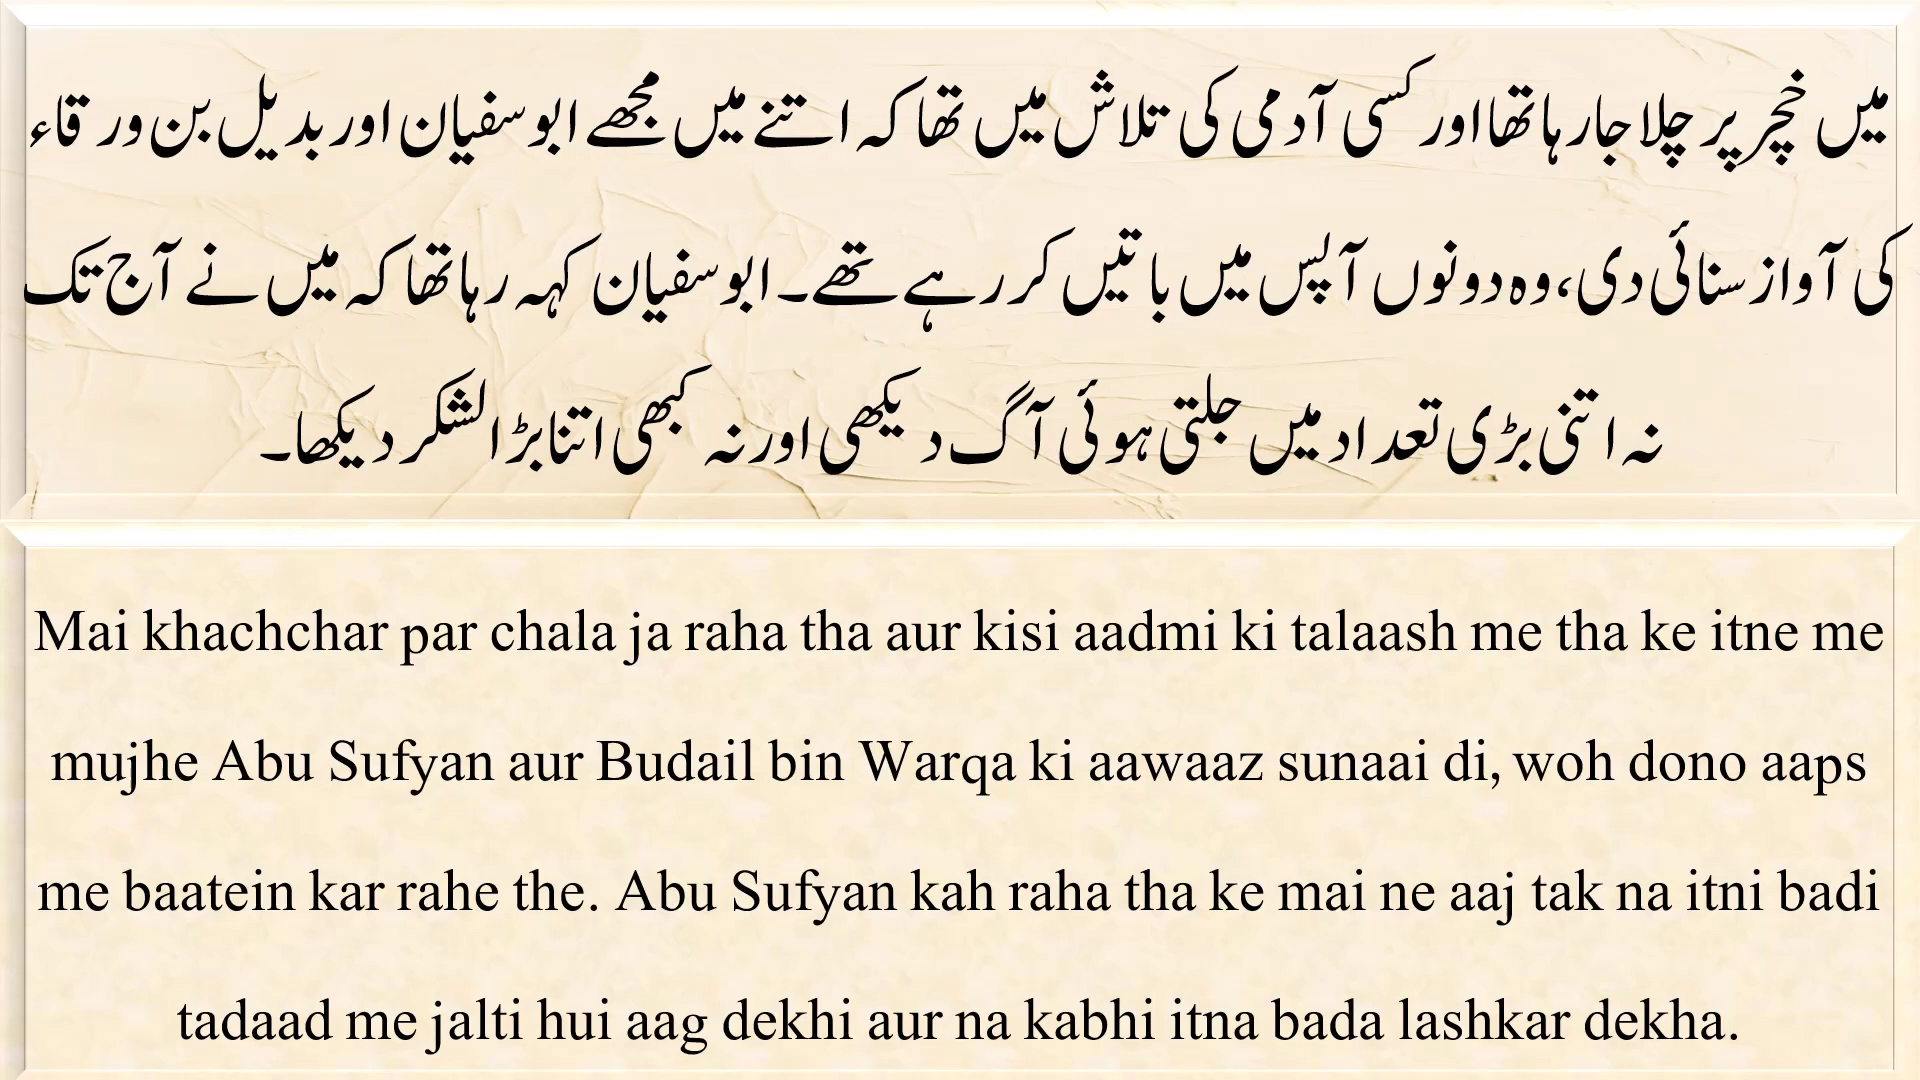 میں خچر پر چلا جا رہا تھا اور کسی آدمی کی تلاش میں تھا کہ اتنے میں مجھے ابو سفیان اور بدیل بن ورقاء
کی آواز سنائی دی، وہ دونوں آپس میں باتیں کر رہے تھے۔ ابو سفیان کہہ رہا تھا کہ میں نے آج تک
نہ اتنی بڑی تعداد میں جلتی ہوئی آگ دیکھی اور نہ کبھی اتنا بڑا لشکر دیکھا۔
Mai khachchar par chala ja raha tha aur kisi aadmi ki talaash me tha ke itne me
mujhe Abu Sufyan aur Budail bin Warqa ki aawaaz sunaai di, woh dono aaps
me baatein kar rahe the. Abu Sufyan kah raha tha ke mai ne aaj tak na itni badi
tadaad me jalti hui aag dekhi aur na kabhi itna bada lashkar dekha.